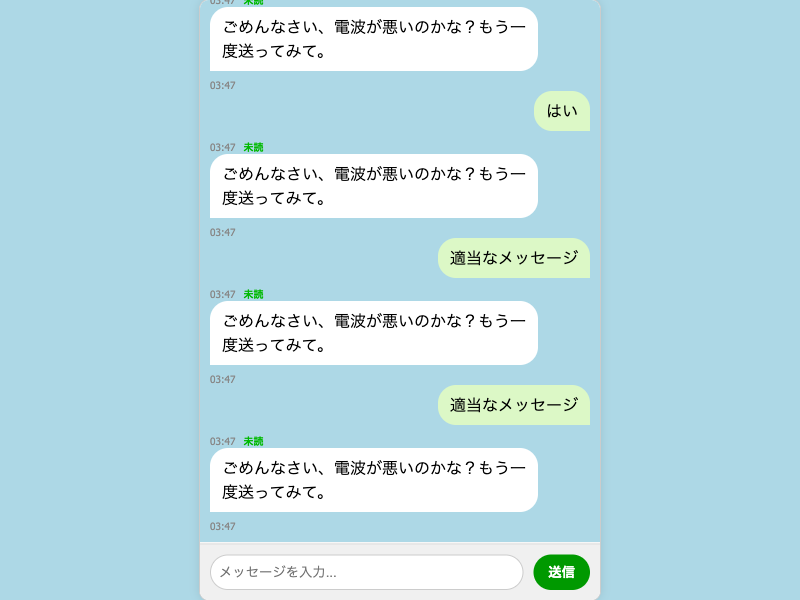 03:47 未読
ごめんなさい、電波が悪いのかな？もう一
度送ってみて。
03:47
はい
03:47 未読
ごめんなさい、電波が悪いのかな？もう一
度送ってみて。
03:47
適当なメッセージ
03:47 未読
ごめんなさい、電波が悪いのかな？もう一
度送ってみて。
03:47
適当なメッセージ
03:47 未読
ごめんなさい、電波が悪いのかな？もう一
度送ってみて。
03:47
メッセージを入力... 送信